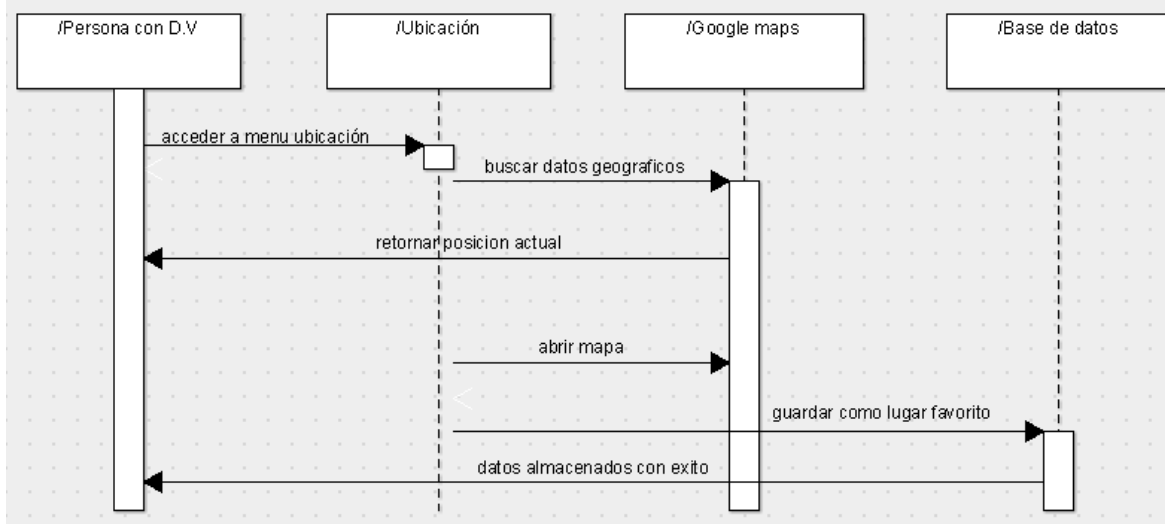 /Persona con D.V
/Ubicación
/Google maps
/Base de datos
acceder a menu ubicación
buscar datos geograficos
retornar posicion actual
abrir mapa
guardar como lugar favorito
datos almacenados con exito